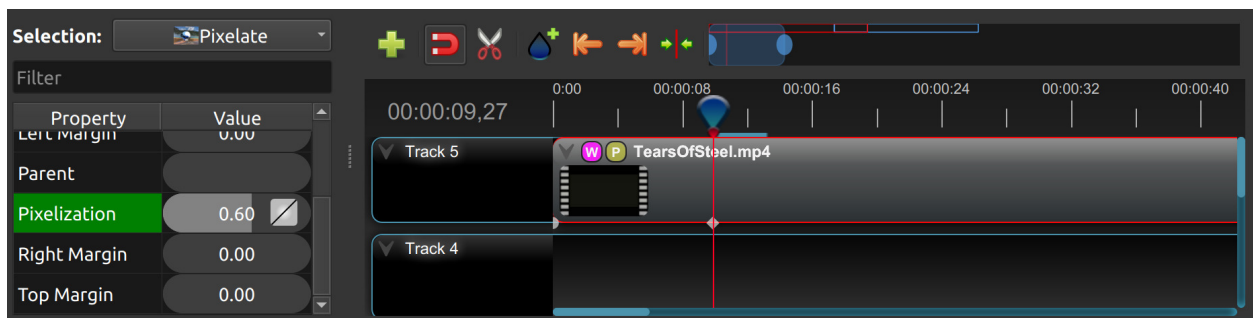 Selection: Pixelate
Filter
Property Value
Left Margin 0.00
Parent
Pixelization 0.60
Right Margin 0.00
Top Margin 0.00
00:00:09,27
0:00 00:00:08 00:00:16 00:00:24 00:00:32 00:00:40
Track 5
W P TearsOfSteel.mp4
Track 4